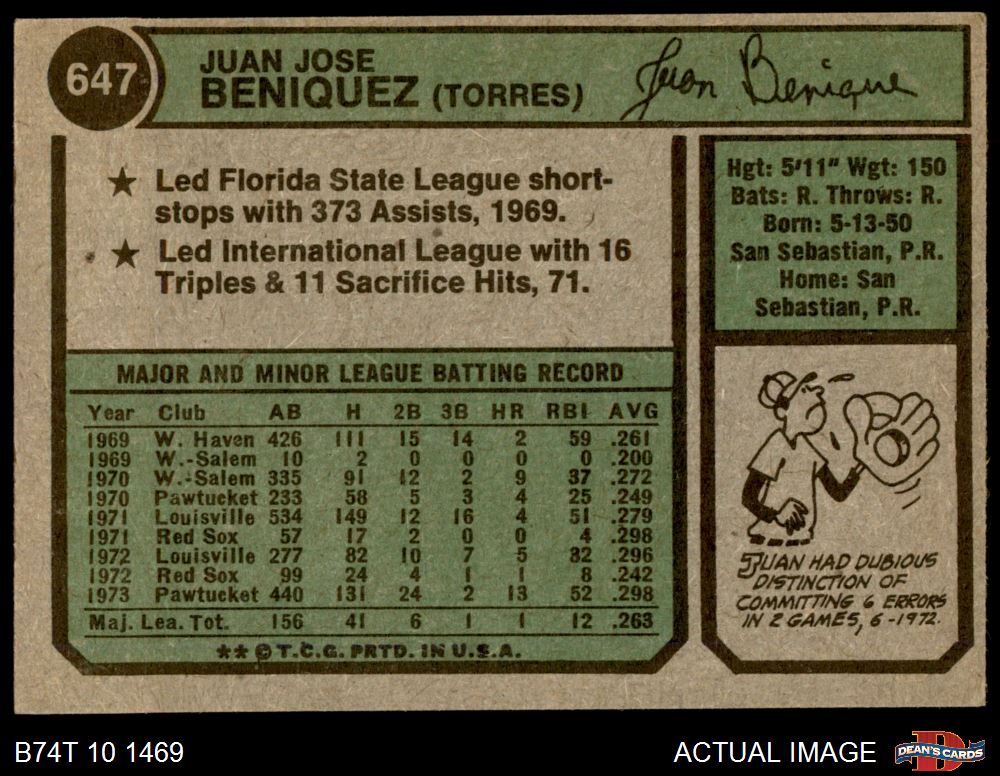 647
JUAN JOSE
BENIQUEZ (TORRES)
Juan Beniquez
★ Led Florida State League short-
stops with 373 Assists, 1969.
★ Led International League with 16
Triples & 11 Sacrifice Hits, 71.
Hgt: 5'11" Wgt: 150
Bats: R. Throws: R.
Born: 5-13-50
San Sebastian, P.R.
Home: San
Sebastian, P.R.
MAJOR AND MINOR LEAGUE BATTING RECORD
Year Club AB H 2B 3B HR RBI AVG
1969 W. Haven 426 111 15 14 2 59 .261
1969 W.-Salem 10 2 0 0 0 0 .200
1970 W.-Salem 335 91 12 2 9 37 .272
1970 Pawtucket 233 58 5 3 4 25 .249
1971 Louisville 534 149 12 16 4 51 .279
1971 Red Sox 57 17 2 0 0 4 .298
1972 Louisville 277 82 10 7 5 32 .296
1972 Red Sox 99 24 4 1 1 8 .242
1973 Pawtucket 440 131 24 2 13 52 .298
Maj. Lea. Tot. 156 41 6 1 1 12 .263
** © T.C.G. PRTD. IN U.S.A.
JUAN HAD DUBIOUS
DISTINCTION OF
COMMITTING 6 ERRORS
IN 2 GAMES, 6-1972.
B74T 10 1469
ACTUAL IMAGE
DEAN'S CARDS